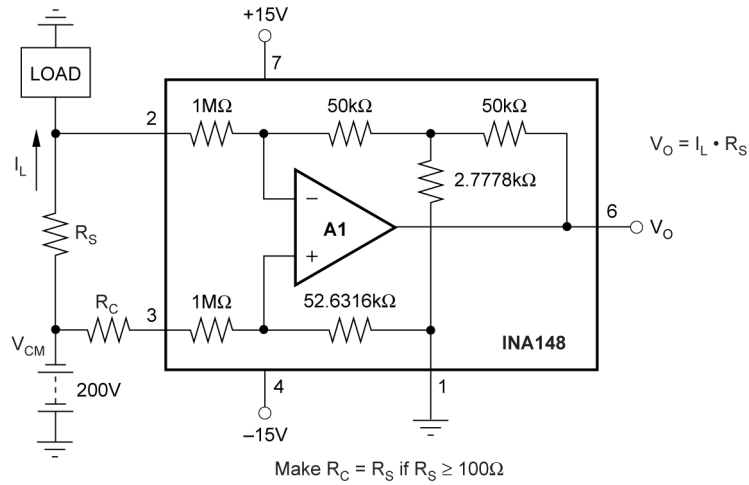 +15V
7
LOAD
1MΩ
50kΩ
50kΩ
2
V_O = I_L • R_S
I_L
2.7778kΩ
–
A1
6
V_O
R_S
+
R_C
3
1MΩ
52.6316kΩ
V_CM
INA148
200V
4
1
–15V
Make R_C = R_S if R_S ≥ 100Ω